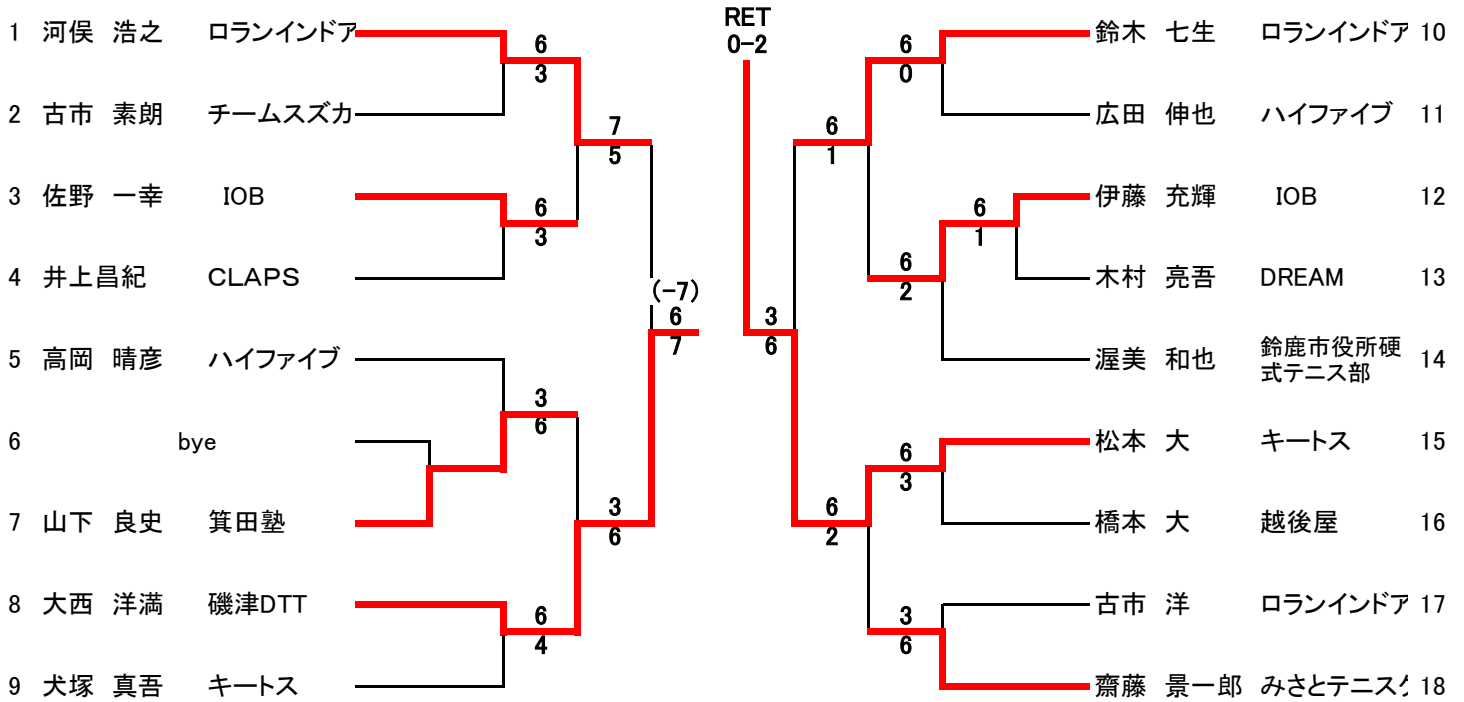 1 河俣 浩之 ロランインドア
2 古市 素朗 チームスズカ
3 佐野 一幸 IOB
4 井上昌紀 CLAPS
5 高岡 晴彦 ハイファイブ
6 bye
7 山下 良史 箕田塾
8 大西 洋満 磯津DTT
9 犬塚 真吾 キートス
6
3
6
3
3
6
6
4
7
5
3
6
(-7)
6
7
RET
0-2
3
6
6
1
6
2
6
0
6
2
6
3
3
6
6
1
鈴木 七生 ロランインドア 10
広田 伸也 ハイファイブ 11
伊藤 充輝 IOB 12
木村 亮吾 DREAM 13
渥美 和也 鈴鹿市役所硬
式テニス部 14
松本 大 キートス 15
橋本 大 越後屋 16
古市 洋 ロランインドア 17
齋藤 景一郎 みさとテニス 18